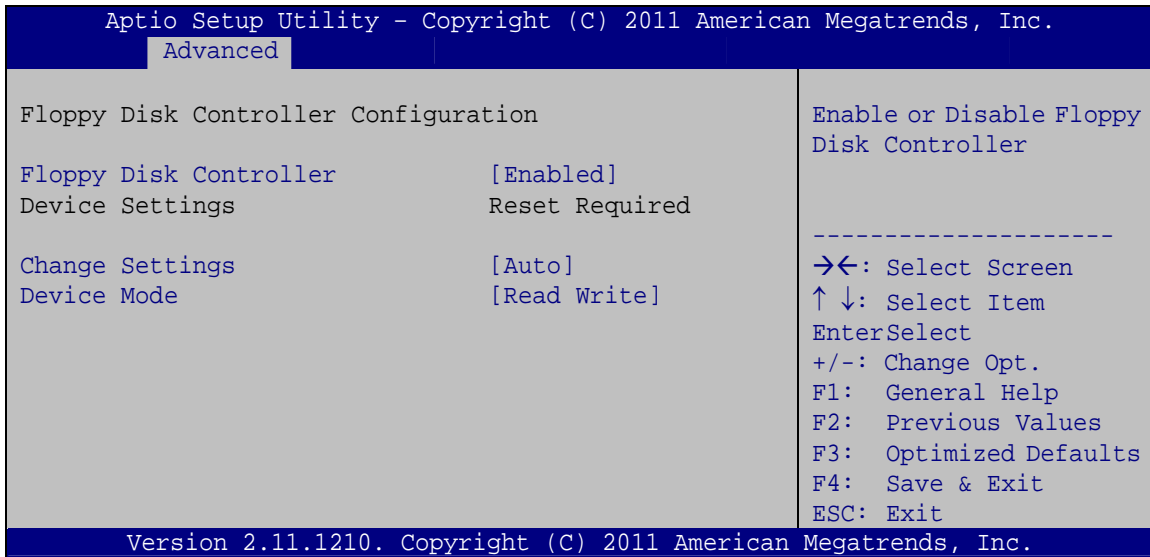 Aptio Setup Utility – Copyright (C) 2011 American Megatrends, Inc.
Advanced
Floppy Disk Controller Configuration
Floppy Disk Controller [Enabled]
Device Settings Reset Required
Change Settings [Auto]
Device Mode [Read Write]
Enable or Disable Floppy
Disk Controller
---------------------
→←: Select Screen
↑ ↓: Select Item
EnterSelect
+/-: Change Opt.
F1: General Help
F2: Previous Values
F3: Optimized Defaults
F4: Save & Exit
ESC: Exit
Version 2.11.1210. Copyright (C) 2011 American Megatrends, Inc.